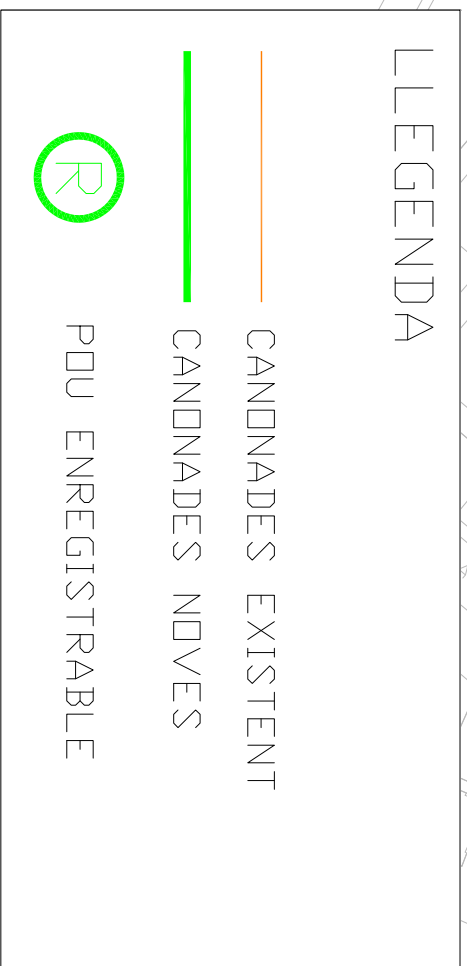 LLEGENDA
CANONADES EXISTENT
CANONADES NOVES
R POU ENREGISTRABLE